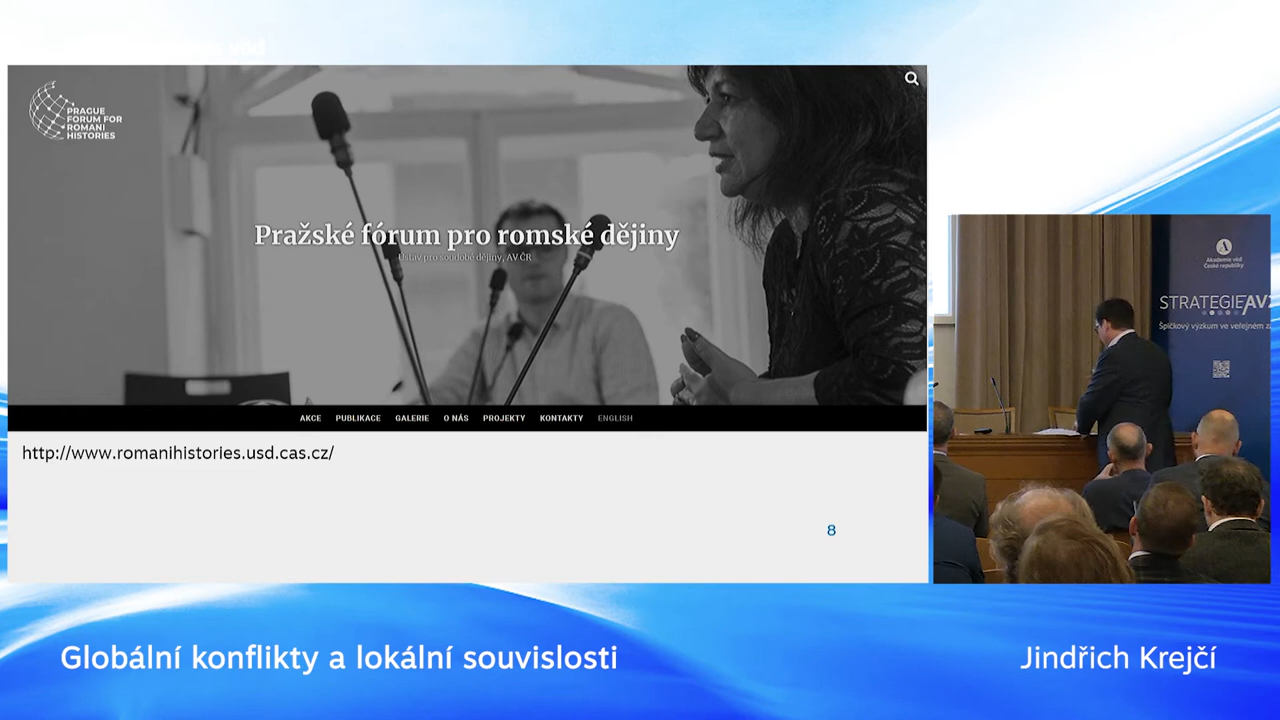 věd
PRAGUE
FORUM FOR
ROMANI
HISTORIES
Pražské fórum pro romské dějiny
Ústav pro soudobé dějiny, AV ČR
AKCE PUBLIKACE GALERIE O NÁS PROJEKTY KONTAKTY ENGLISH
http://www.romanihistories.usd.cas.cz/
8
Akademie věd
České republiky
STRATEGIE AV
Špičkový výzkum ve veřejném
Globální konflikty a lokální souvislosti
Jindřich Krejčí